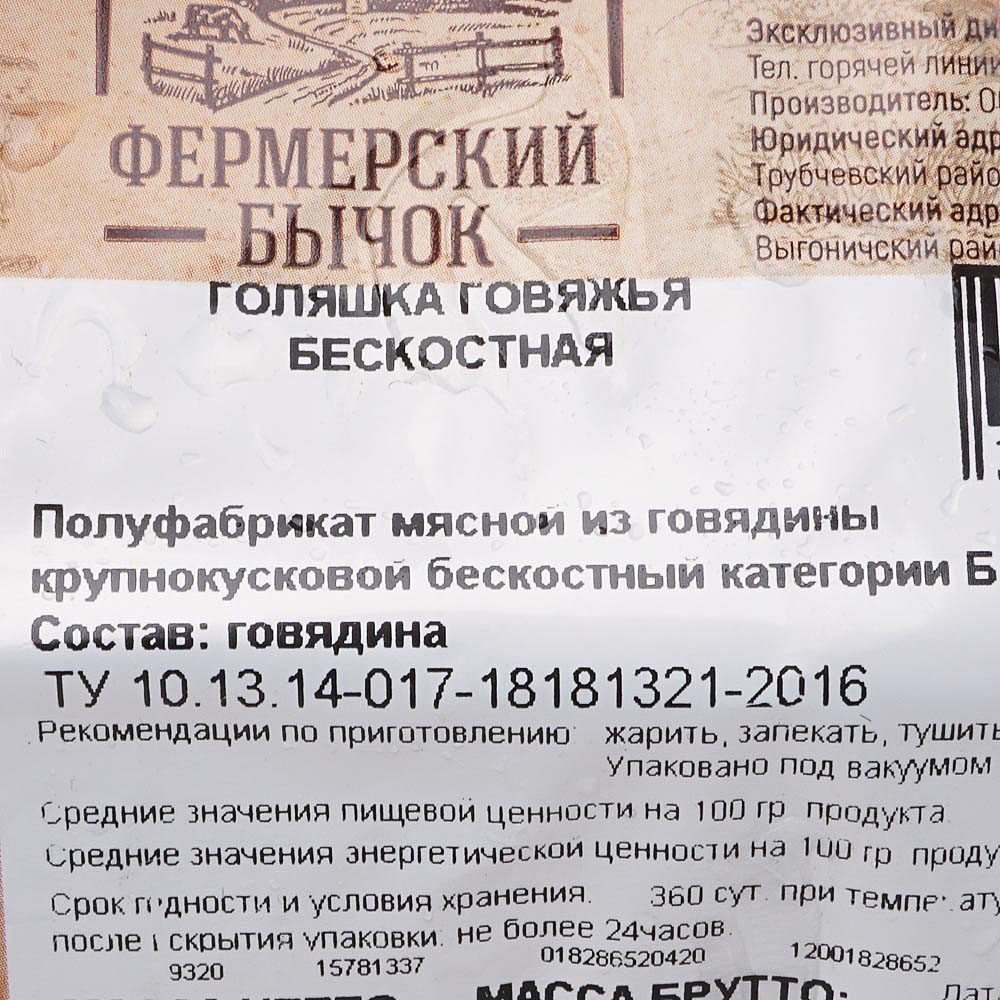 ФЕРМЕРСКИЙ
БЫЧОК
Эксклюзивный ди
Тел. горячей линии
Производитель: О
Юридический адр
Трубчевский райо
Фактический адр
Выгоничский рай
ГОЛЯШКА ГОВЯЖЬЯ
БЕСКОСТНАЯ
Полуфабрикат мясной из говядины
крупнокусковой бескостный категории Б
Состав: говядина
ТУ 10.13.14-017-18181321-2016
Рекомендации по приготовлению: жарить, запекать, тушить
Упаковано под вакуумом
Средние значения пищевой ценности на 100 гр продукта
Средние значения энергетической ценности на 100 гр проду
Срок годности и условия хранения. 360 сут. при температу
после вскрытия упаковки: не более 24часов.
9320 15781337 018286520420 12001828652
МАССА БРУТТО: Дат